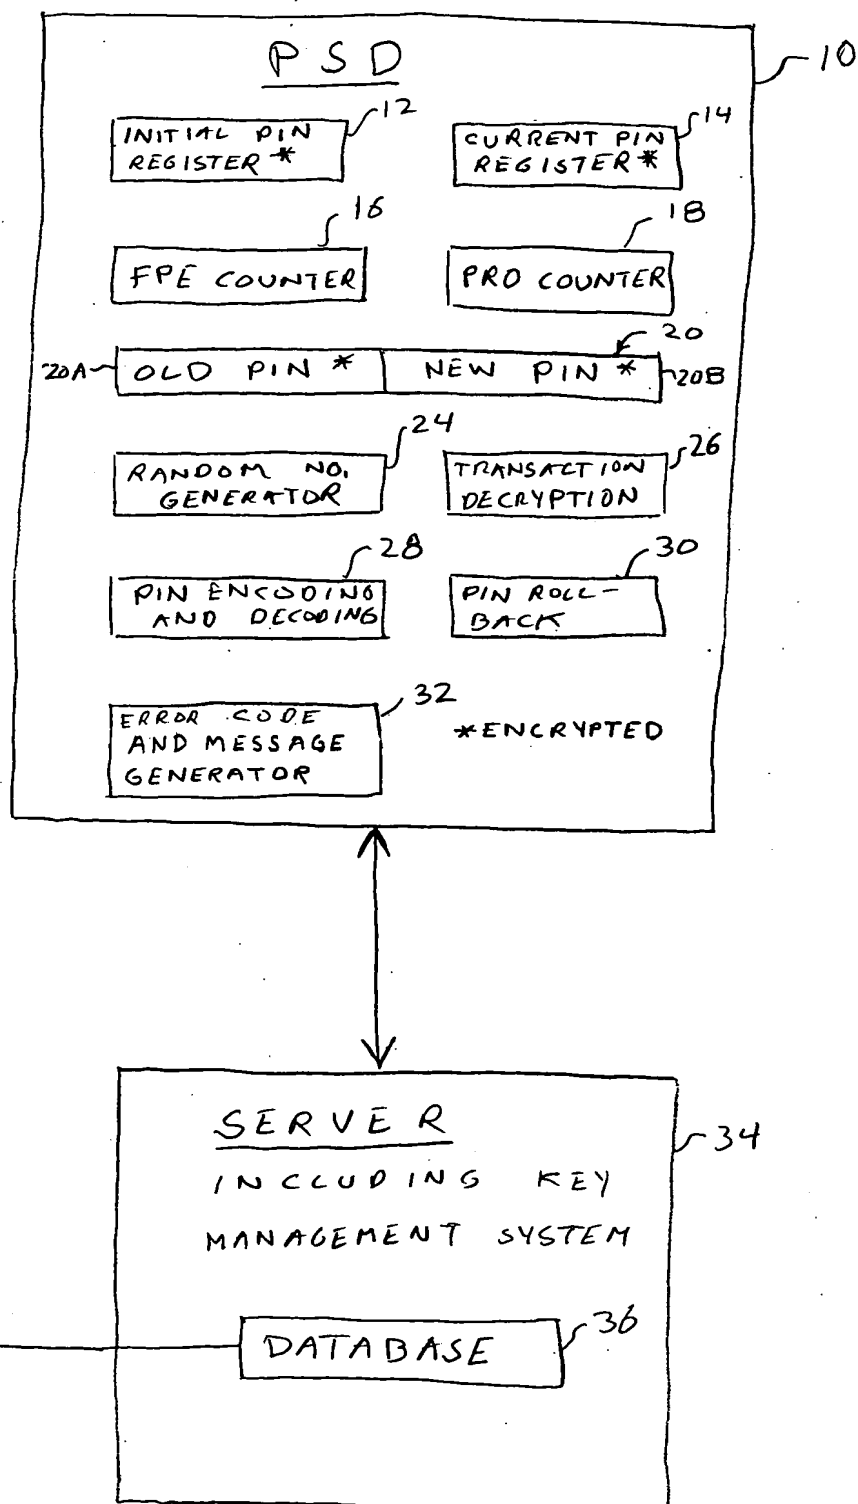 PSD
10
12
INITIAL PIN
REGISTER *
14
CURRENT PIN
REGISTER *
16
FPE COUNTER
18
PRO COUNTER
20
20A
OLD PIN *
NEW PIN *
20B
24
RANDOM NO.
GENERATOR
26
TRANSACTION
DECRYPTION
28
PIN ENCODING
AND DECODING
30
PIN ROLL-
BACK
32
ERROR CODE
AND MESSAGE
GENERATOR
*ENCRYPTED
SERVER
34
INCLUDING KEY
MANAGEMENT SYSTEM
DATABASE
36